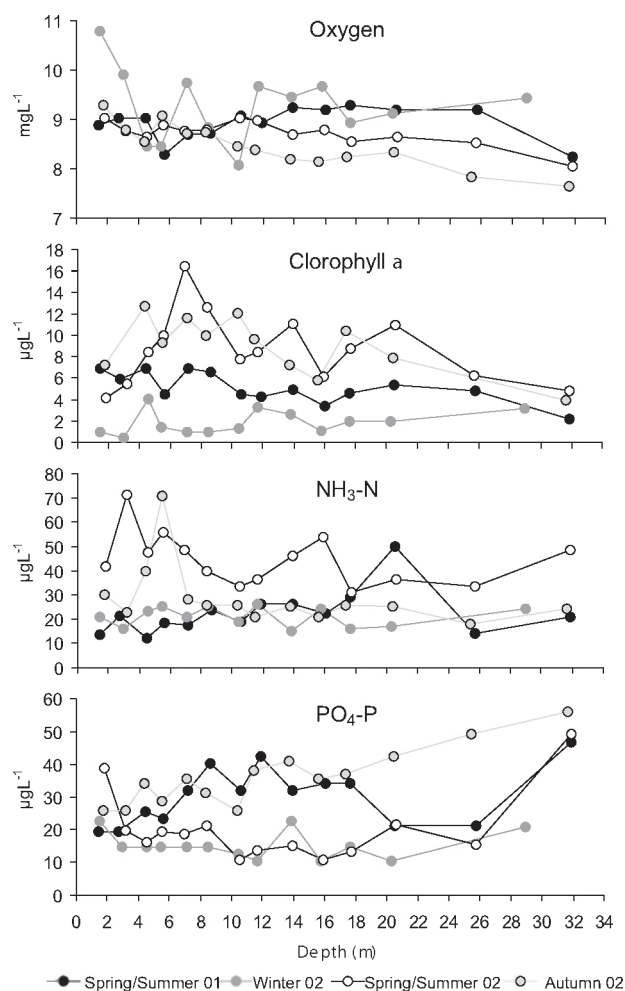 Oxygen
11
10
9
8
7
mgL-1
Clorophyll a
18
16
14
12
10
8
6
4
2
0
µgL-1
NH3-N
80
70
60
50
40
30
20
10
0
µgL-1
PO4-P
60
50
40
30
20
10
0
µgL-1
0 2 4 6 8 10 12 14 16 18 20 22 24 26 28 30 32 34
Depth (m)
Spring/Summer 01 Winter 02 Spring/Summer 02 Autumn 02